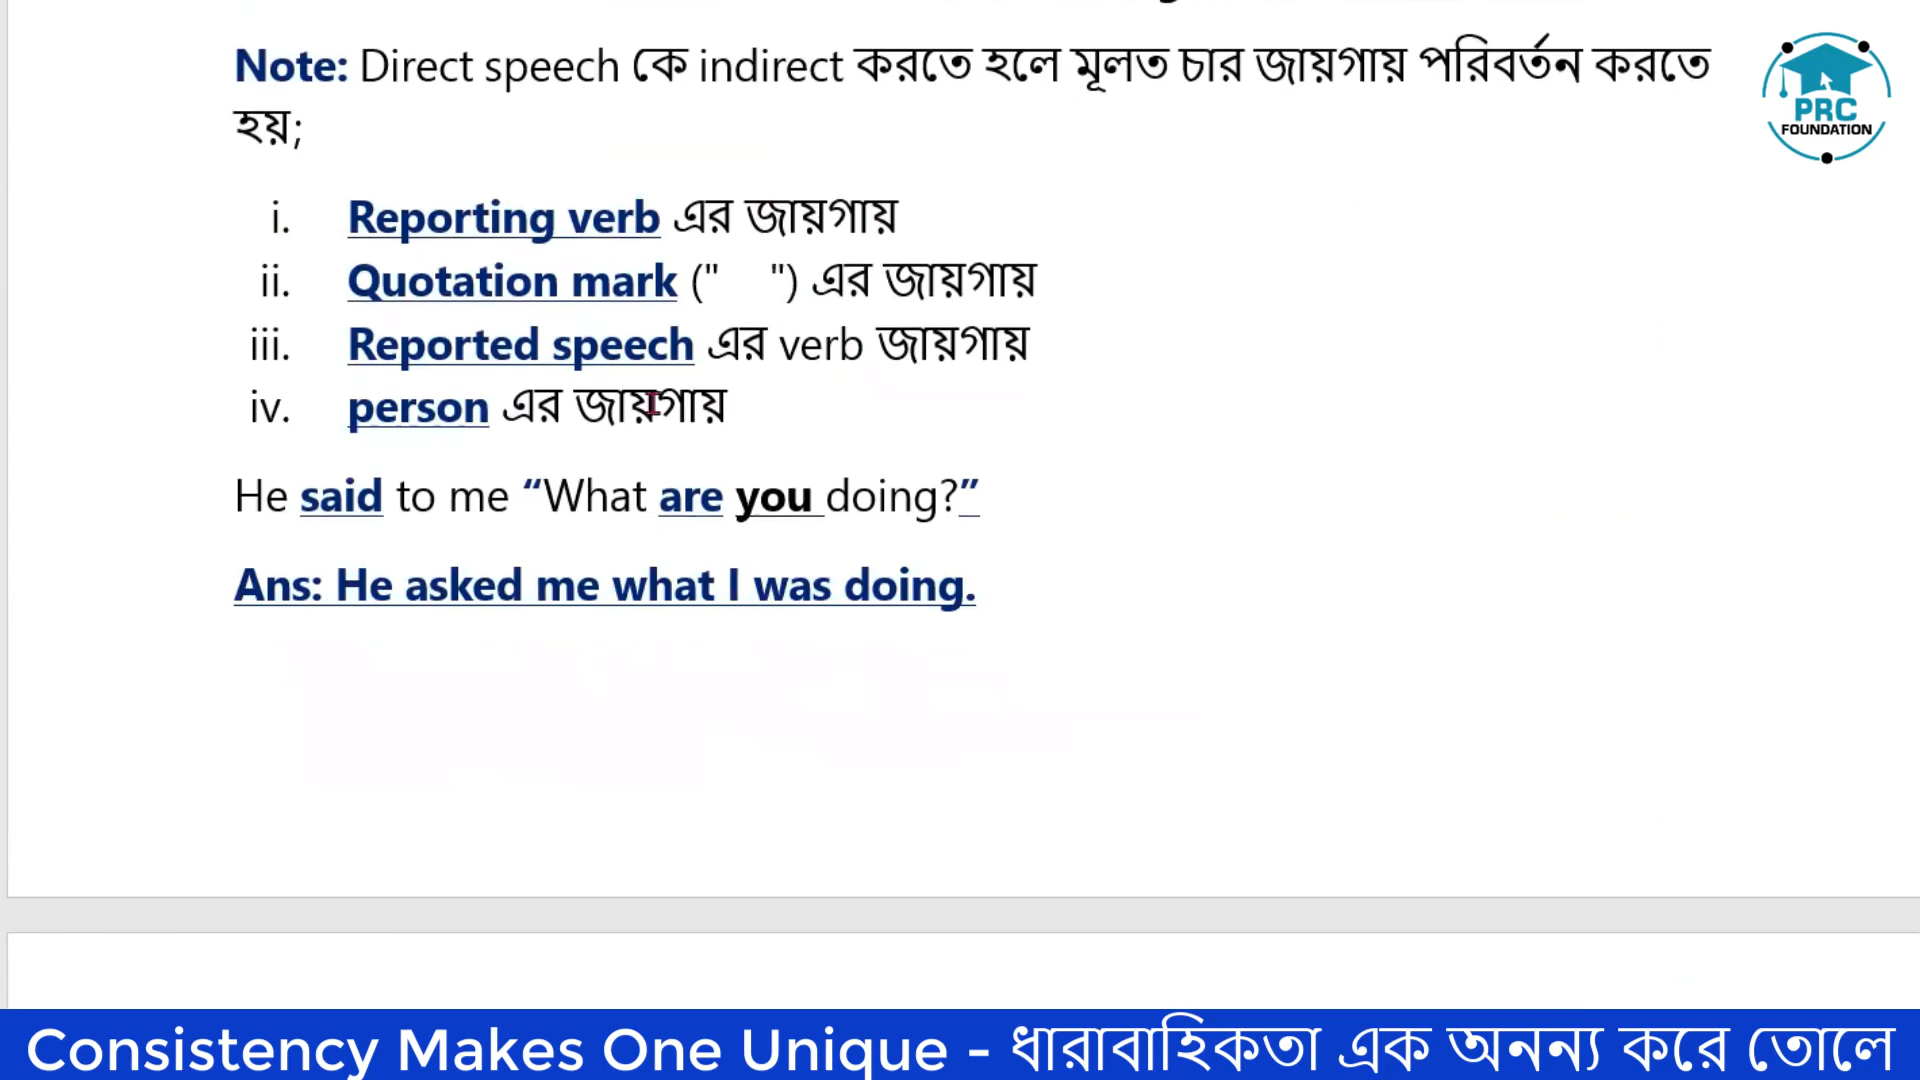 Note: Direct speech কে indirect করতে হলে মূলত চার জায়গায় পরিবর্তন করতে
হয়;
PRC
FOUNDATION
i. Reporting verb এর জায়গায়
ii. Quotation mark (" ") এর জায়গায়
iii. Reported speech এর verb জায়গায়
iv. person এর জায়গায়
He said to me “What are you doing?”
Ans: He asked me what I was doing.
Consistency Makes One Unique - ধারাবাহিকতা এক অনন্য করে তোলে